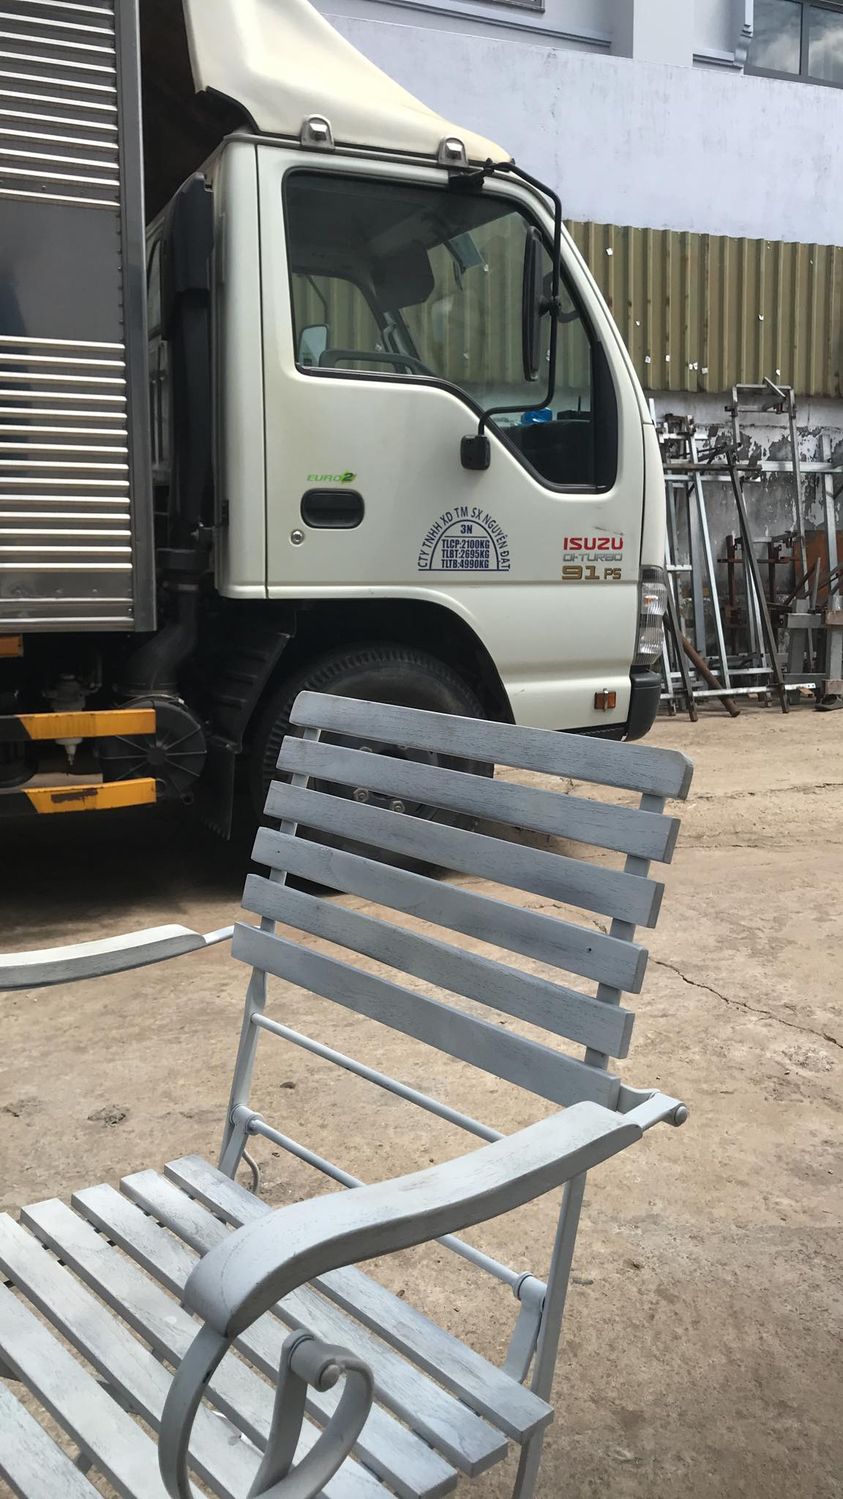 EURO2
CTY TNHH XD TM SX NGUYÊN ĐẠT
3N
TLCP:2100KG
TLBT:2695KG
TLTB:4990KG
ISUZU
DI-TURBO
91 PS